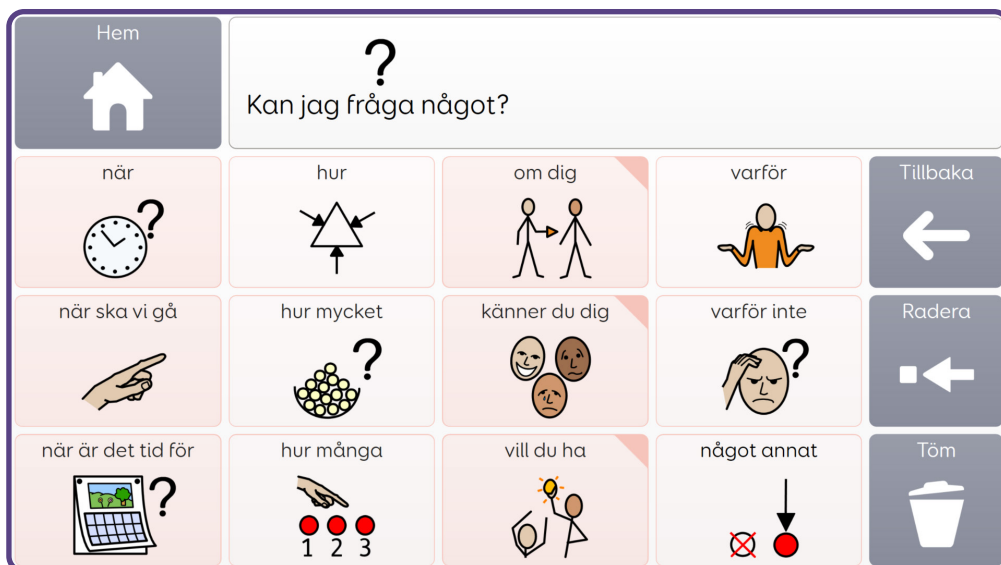 Hem
?
Kan jag fråga något?
när
hur
om dig
varför
Tillbaka
?
när ska vi gå
hur mycket
känner du dig
varför inte
Radera
?
?
när är det tid för
hur många
vill du ha
något annat
Töm
?
1 2 3